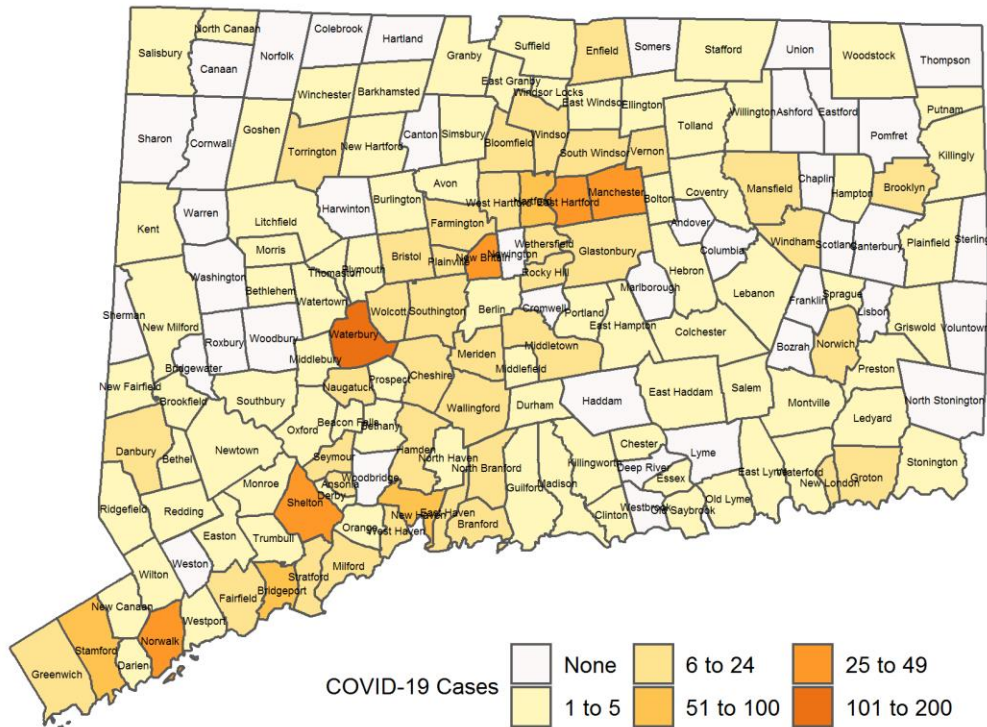 North Canaan
Colebrook
Hartland
Suffield
Enfield
Somers
Stafford
Union
Woodstock
Thompson
Salisbury
Norfolk
Canaan
Granby
East Granby
Windsor Locks
Winchester
Barkhamsted
East Windsor
Ellington
Willington
Ashford
Eastford
Putnam
Pomfret
Sharon
Cornwall
Goshen
Torrington
New Hartford
Canton
Simsbury
Bloomfield
Windsor
South Windsor
Vernon
Tolland
Killingly
Avon
West Hartford
Hartford
East Hartford
Manchester
Bolton
Coventry
Mansfield
Chaplin
Hampton
Brooklyn
Kent
Warren
Litchfield
Harwinton
Burlington
Farmington
Andover
Columbia
Windham
Scotland
Canterbury
Plainfield
Sterling
Morris
Washington
Bethlehem
Thomaston
Plymouth
Bristol
Plainville
New Britain
Newington
Wethersfield
Rocky Hill
Glastonbury
Hebron
Marlborough
Lebanon
Franklin
Sprague
Lisbon
Griswold
Voluntown
Sherman
New Milford
Watertown
Wolcott
Southington
Berlin
Cromwell
Portland
East Hampton
Colchester
Bozrah
Norwich
Preston
Roxbury
Woodbury
Waterbury
Bridgewater
Middlebury
Meriden
Middletown
Middlefield
New Fairfield
Brookfield
Southbury
Naugatuck
Prospect
Cheshire
Wallingford
Durham
Haddam
East Haddam
Salem
Montville
Ledyard
North Stonington
Oxford
Beacon Falls
Bethany
Danbury
Bethel
Newtown
Seymour
Hamden
North Haven
Woodbridge
North Branford
Guilford
Madison
Killingworth
Chester
Deep River
Essex
Lyme
East Lyme
Waterford
New London
Groton
Stonington
Monroe
Ansonia
Derby
Shelton
Ridgefield
Redding
Orange
New Haven
West Haven
East Haven
Branford
Clinton
Westbrook
Old Saybrook
Old Lyme
Easton
Trumbull
Weston
Wilton
Stratford
Milford
Bridgeport
Fairfield
New Canaan
Westport
Norwalk
Greenwich
Stamford
Darien
COVID-19 Cases
None
6 to 24
25 to 49
1 to 5
51 to 100
101 to 200